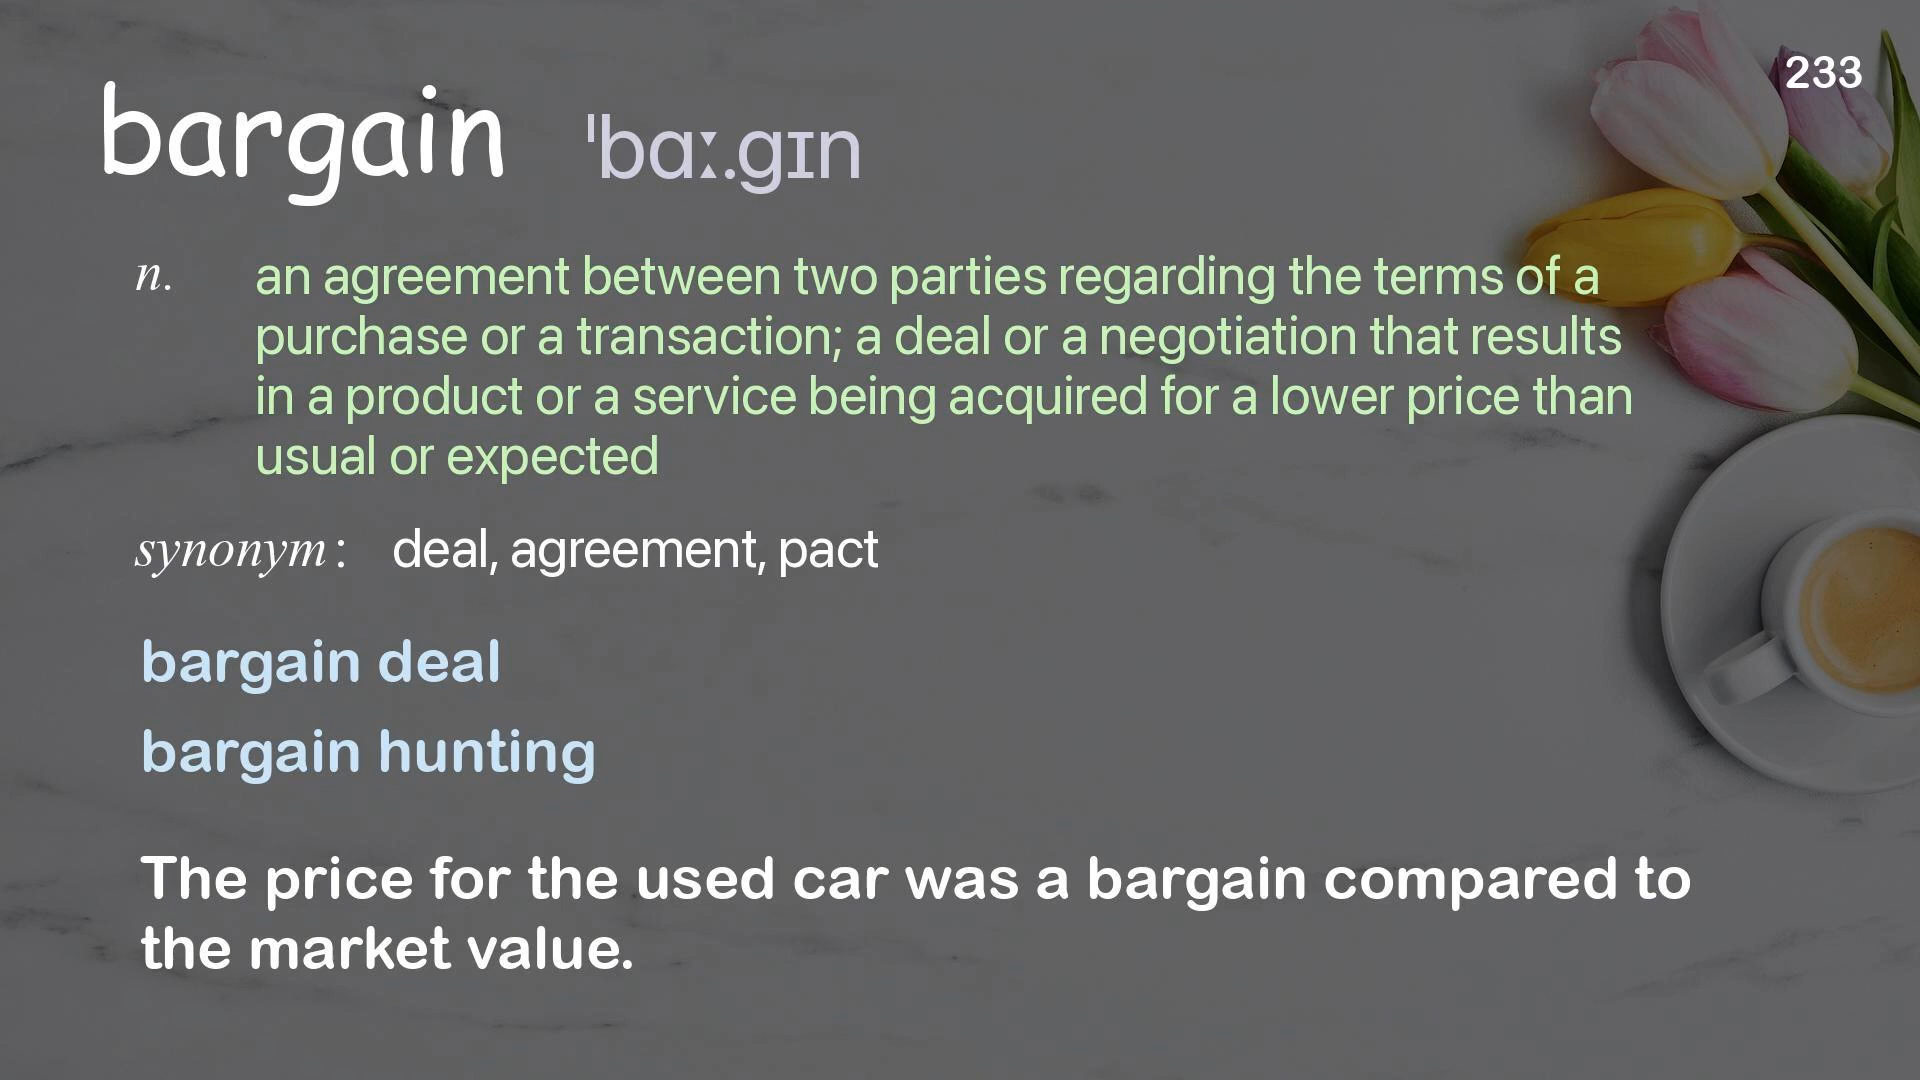 233
bargain ˈbɑː.ɡɪn
n. an agreement between two parties regarding the terms of a
purchase or a transaction; a deal or a negotiation that results
in a product or a service being acquired for a lower price than
usual or expected
synonym : deal, agreement, pact
bargain deal
bargain hunting
The price for the used car was a bargain compared to
the market value.